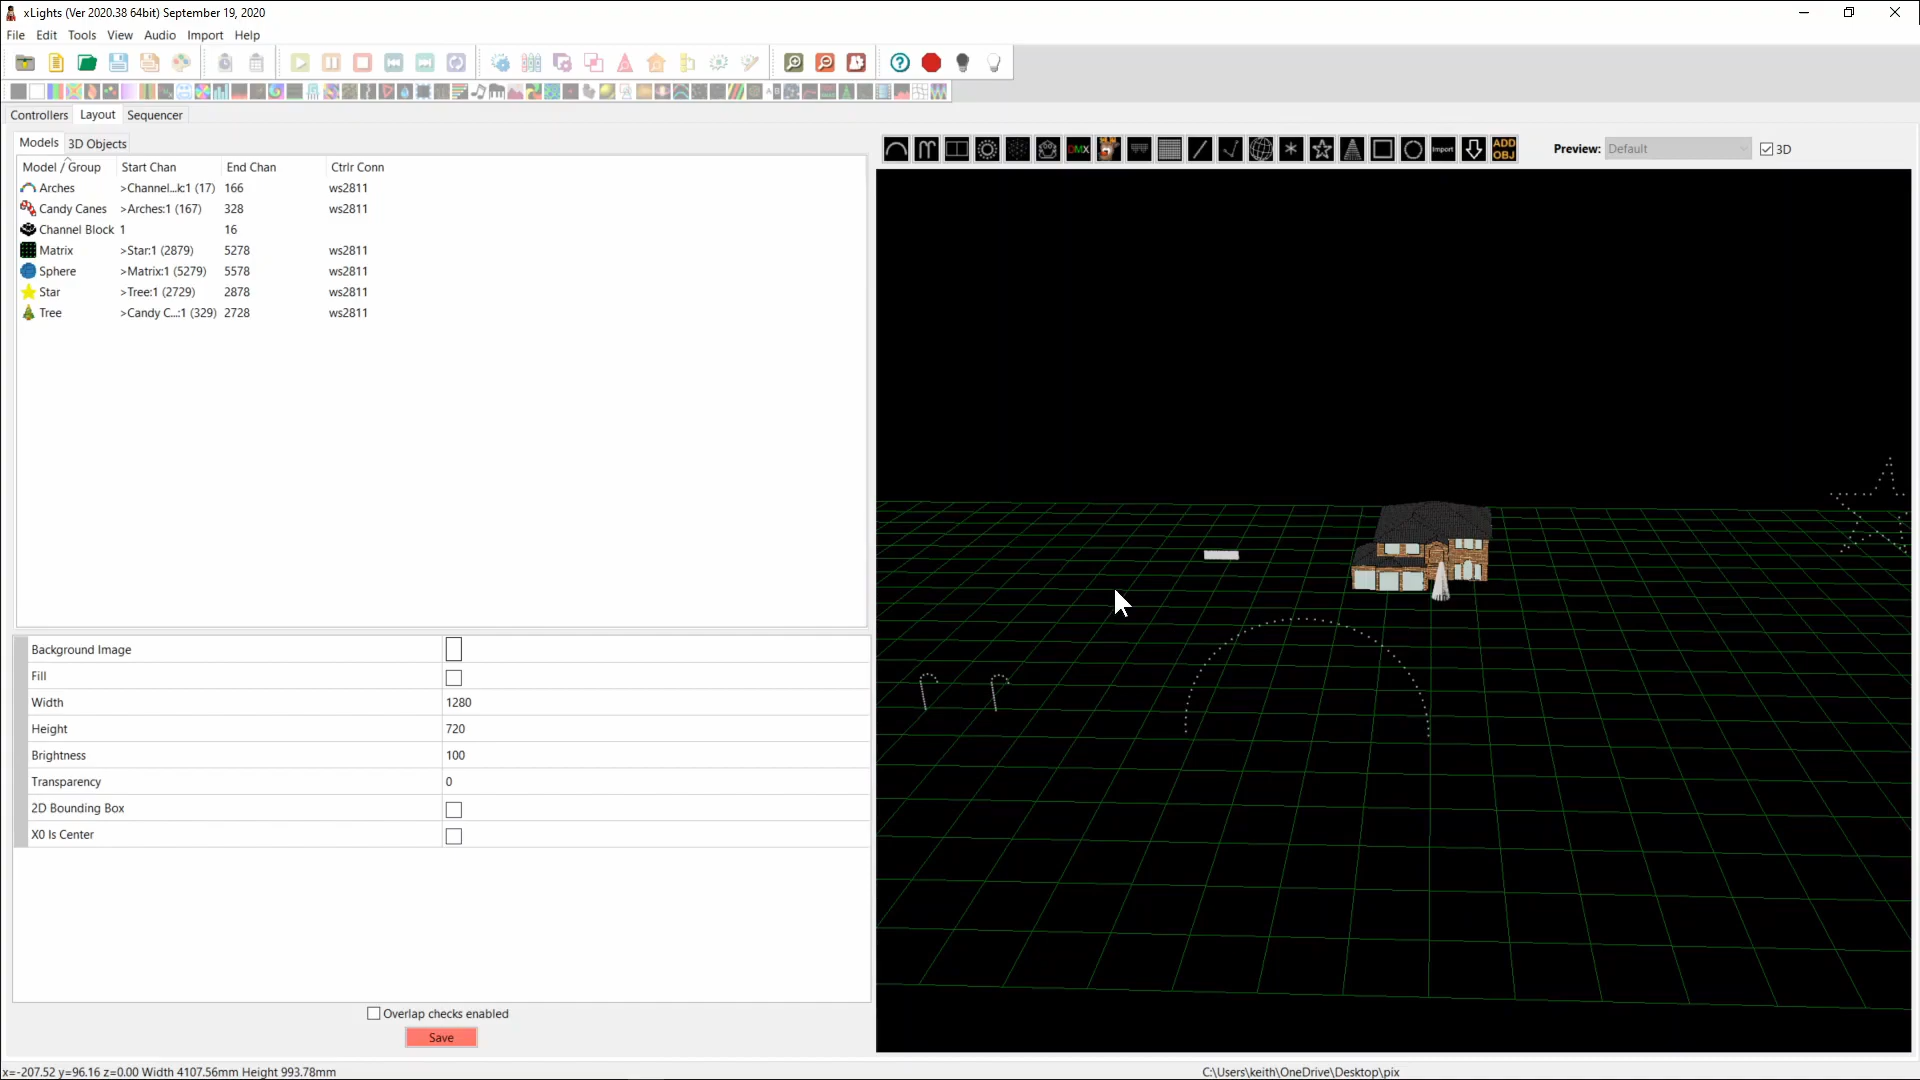 xLights (Ver 2020.38 64bit) September 19, 2020
File Edit Tools View Audio Import Help
Controllers Layout Sequencer
Models 3D Objects
DMX Import ADD OBJ Preview: Default 3D
Model / Group Start Chan End Chan Ctrlr Conn
Arches >Channel...k:1 (17) 166 ws2811
Candy Canes >Arches:1 (167) 328 ws2811
Channel Block 1 16
Matrix >Star:1 (2879) 5278 ws2811
Sphere >Matrix:1 (5279) 5578 ws2811
Star >Tree:1 (2729) 2878 ws2811
Tree >Candy C...:1 (329) 2728 ws2811
Background Image
Fill
Width 1280
Height 720
Brightness 100
Transparency 0
2D Bounding Box
X0 Is Center
Overlap checks enabled
Save
x=-207.52 y=96.16 z=0.00 Width 4107.56mm Height 993.78mm C:\Users\keith\OneDrive\Desktop\pix